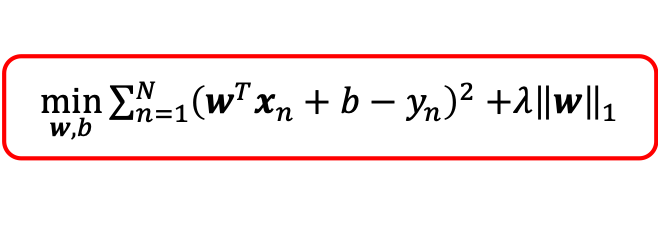 min_{w,b} ∑_{n=1}^{N} (w^T x_n + b − y_n)^2 +λ‖w‖_1